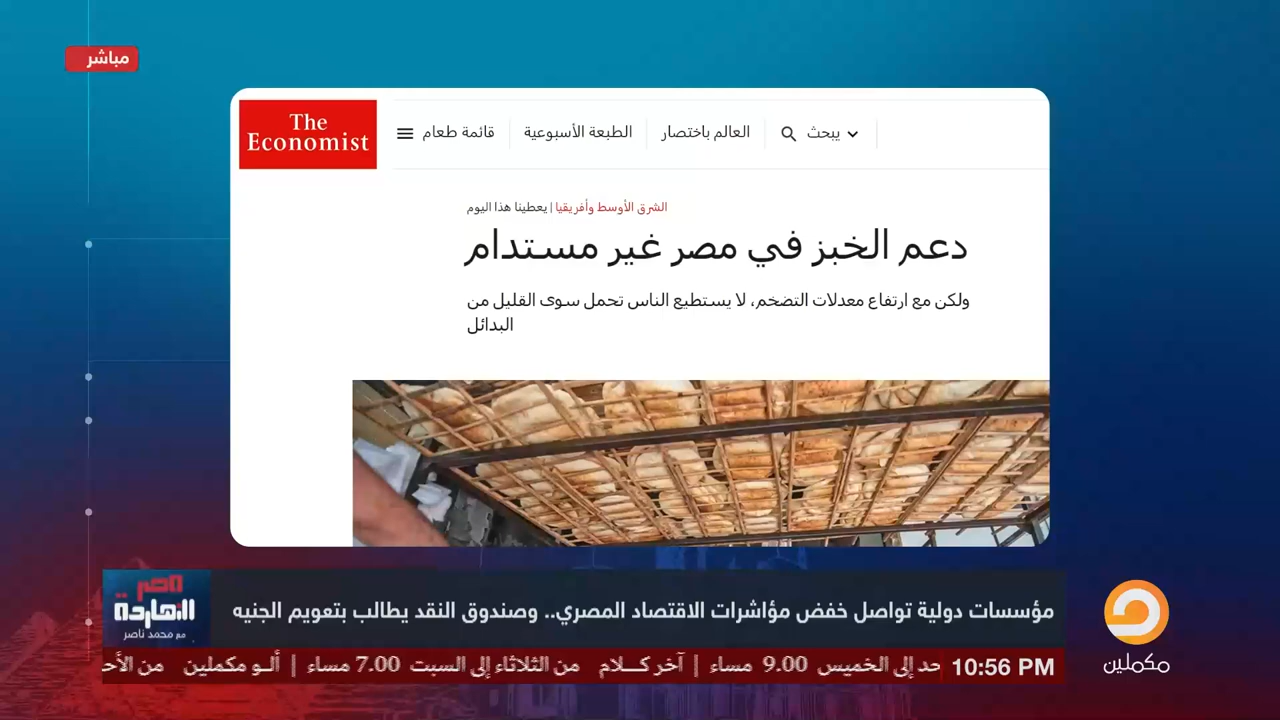 مباشر
The
Economist
قائمة طعام
الطبعة الأسبوعية
العالم باختصار
يبحث
الشرق الأوسط وأفريقيا | يعطينا هذا اليوم
دعم الخبز في مصر غير مستدام
ولكن مع ارتفاع معدلات التضخم، لا يستطيع الناس تحمل سوى القليل من
البدائل
مصر
النهاردة
مع محمد ناصر
مؤسسات دولية تواصل خفض مؤاشرات الاقتصاد المصري.. وصندوق النقد يطالب بتعويم الجنيه
حد إلى الخميس 9.00 مساء | آخر كـــلام من الثلاثاء إلى السبت 7.00 مساء | ألــو مكملين من الأح
10:56 PM
مكملين